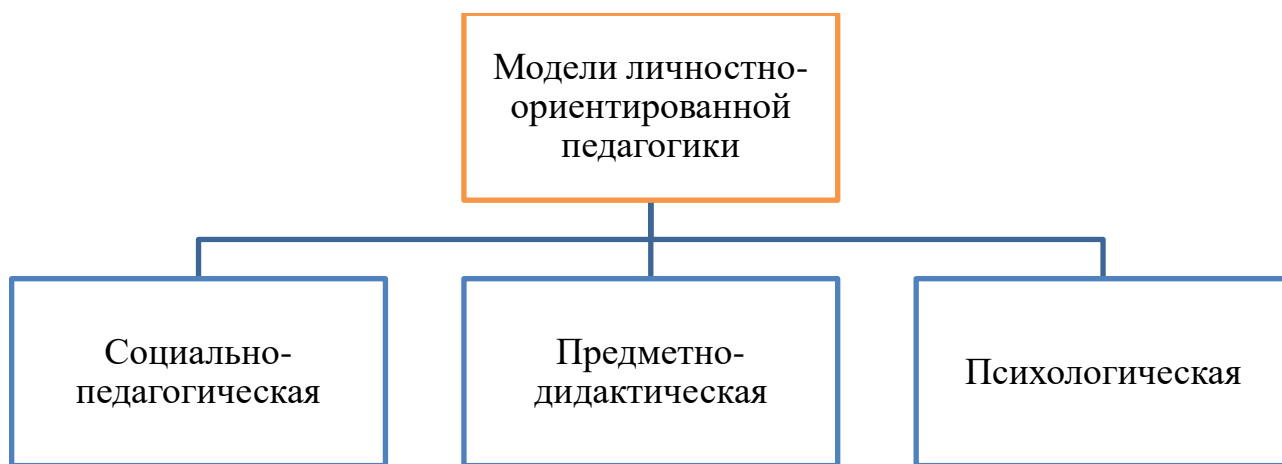 Модели личностно-
ориентированной
педагогики
Социально-
педагогическая
Предметно-
дидактическая
Психологическая